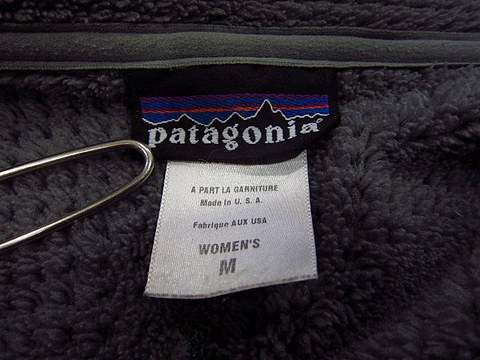 patagonia
A PART LA GARNITURE
Made in U. S. A.
Fabrique AUX USA
WOMEN'S
M